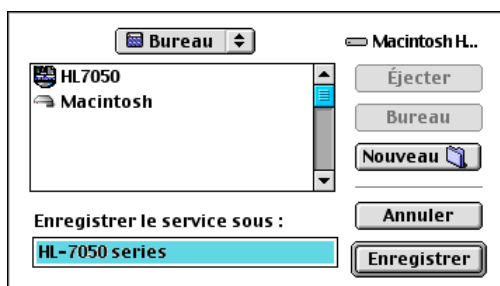 Bureau
Macintosh H...
HL7050
Macintosh
Éjecter
Bureau
Nouveau
Enregistrer le service sous :
HL-7050 series
Annuler
Enregistrer